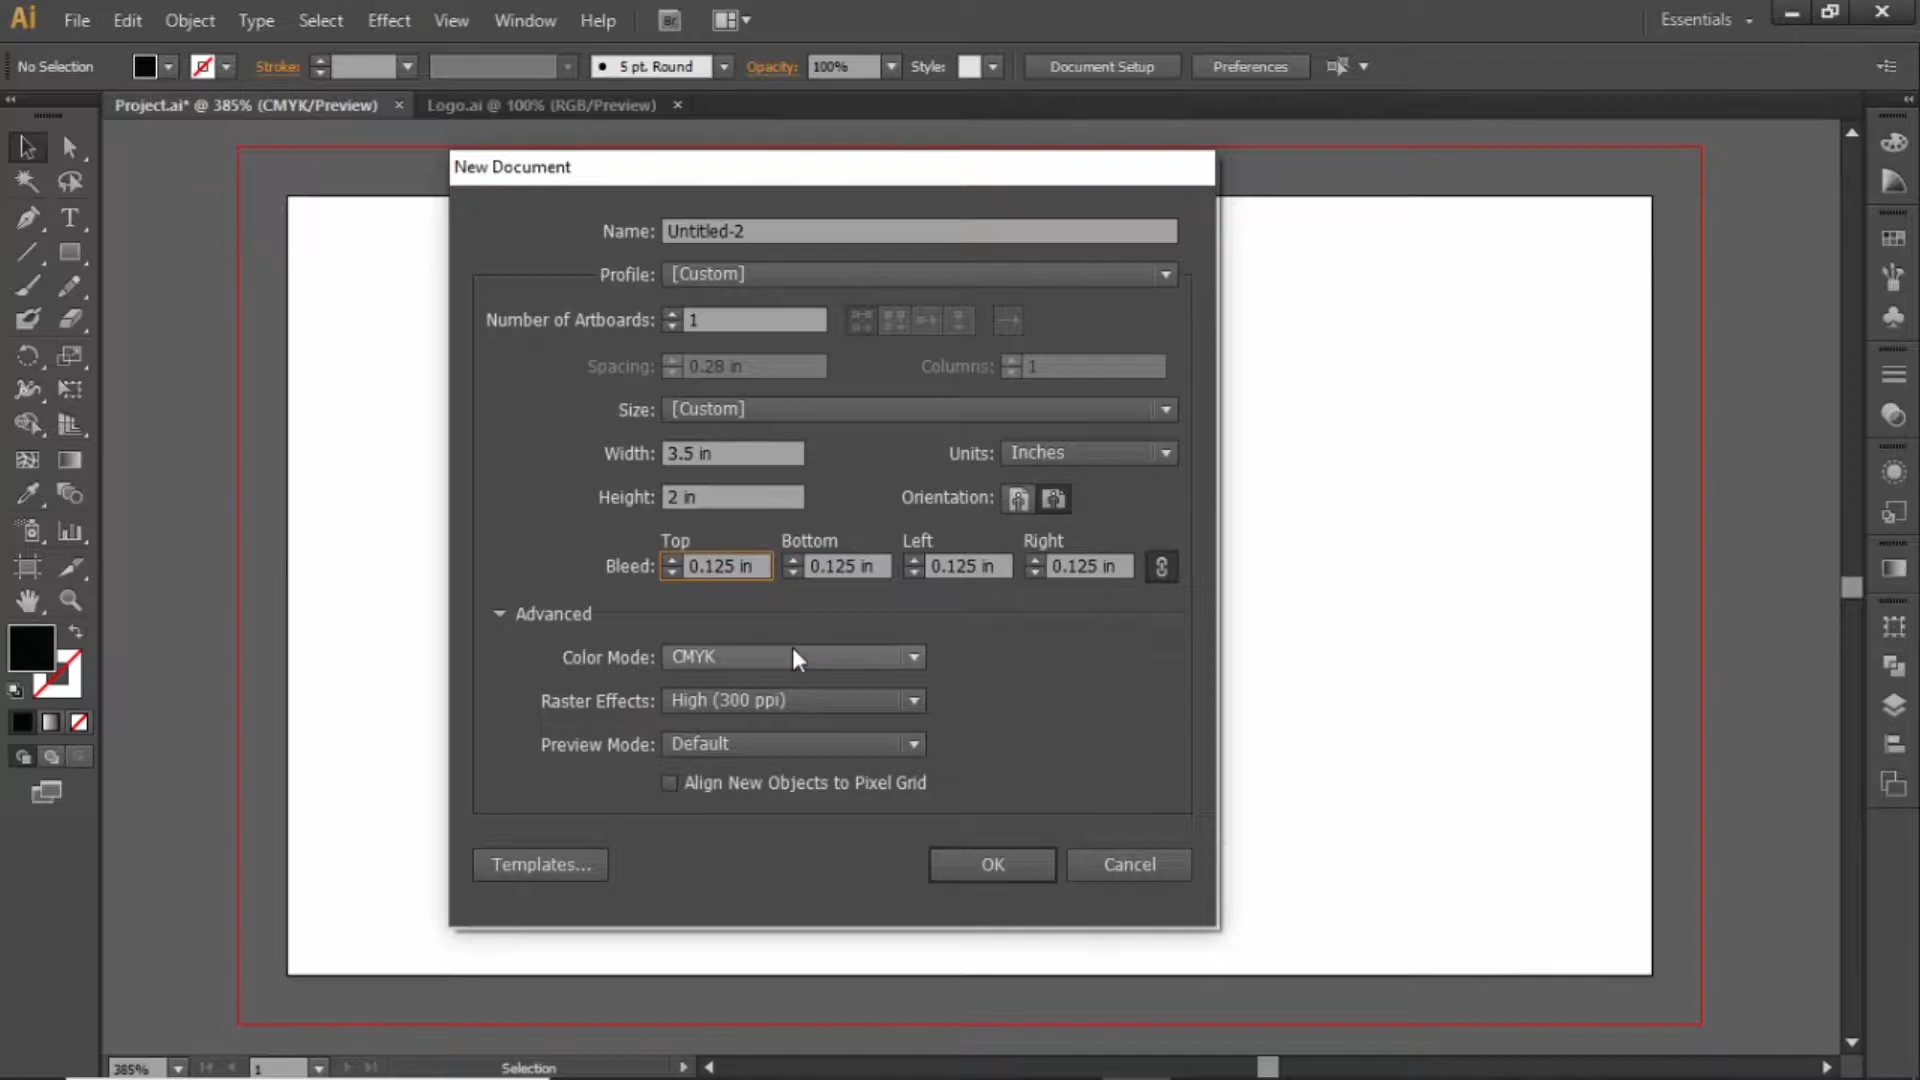 Ai File Edit Object Type Select Effect View Window Help Br Essentials
No Selection Stroke: 5 pt. Round Opacity: 100% Style: Document Setup Preferences
Project.ai* @ 385% (CMYK/Preview) × Logo.ai @ 100% (RGB/Preview) ×
New Document
Name: Untitled-2
Profile: [Custom]
Number of Artboards: 1
Spacing: 0.28 in Columns: 1
Size: [Custom]
Width: 3.5 in Units: Inches
Height: 2 in Orientation:
Top Bottom Left Right
Bleed: 0.125 in 0.125 in 0.125 in 0.125 in
Advanced
Color Mode: CMYK
Raster Effects: High (300 ppi)
Preview Mode: Default
Align New Objects to Pixel Grid
Templates... OK Cancel
385% 1 Selection